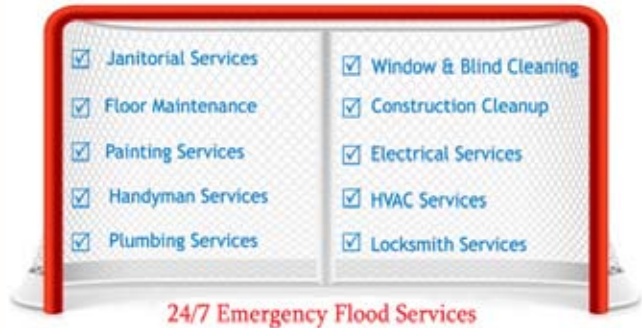 Janitorial Services
Floor Maintenance
Painting Services
Handyman Services
Plumbing Services
Window & Blind Cleaning
Construction Cleanup
Electrical Services
HVAC Services
Locksmith Services
24/7 Emergency Flood Services